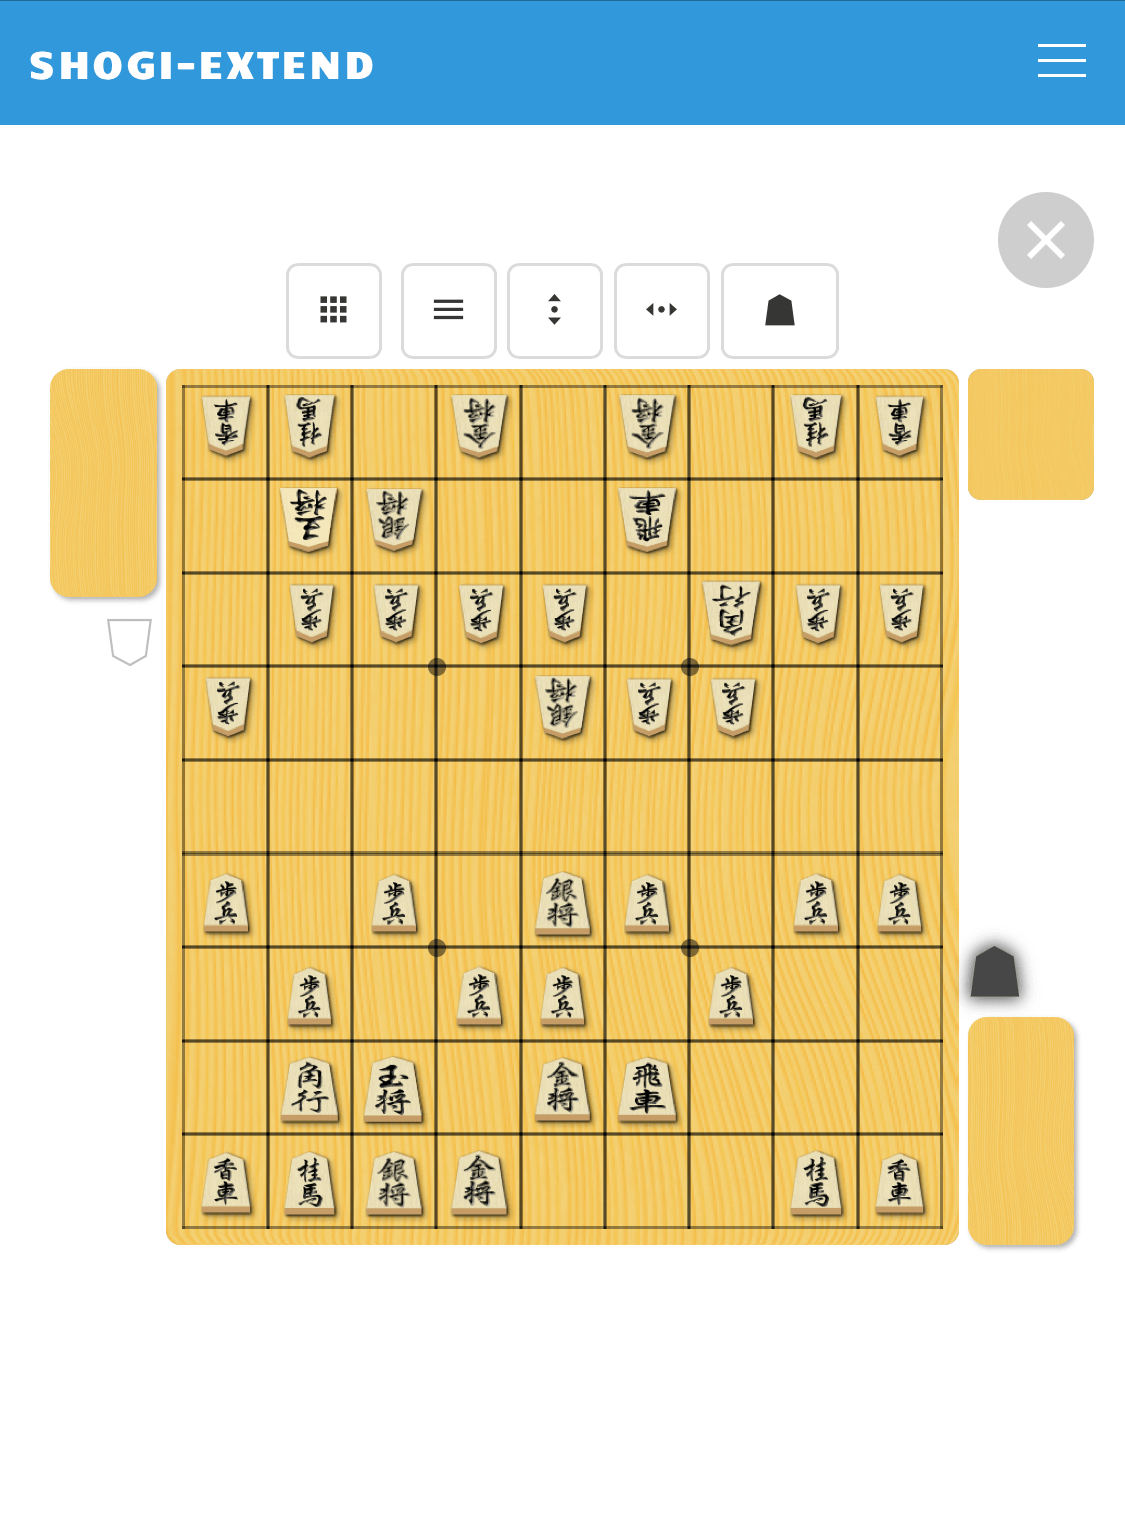 SHOGI-EXTEND
香車 桂馬 金将 金将 桂馬 香車
王将 銀将 飛車
歩兵 歩兵 歩兵 歩兵 角行 歩兵 歩兵
歩兵 銀将 歩兵 歩兵
歩兵 歩兵 銀将 歩兵 歩兵 歩兵
歩兵 歩兵 歩兵 歩兵
角行 玉将 金将 飛車
香車 桂馬 銀将 金将 桂馬 香車